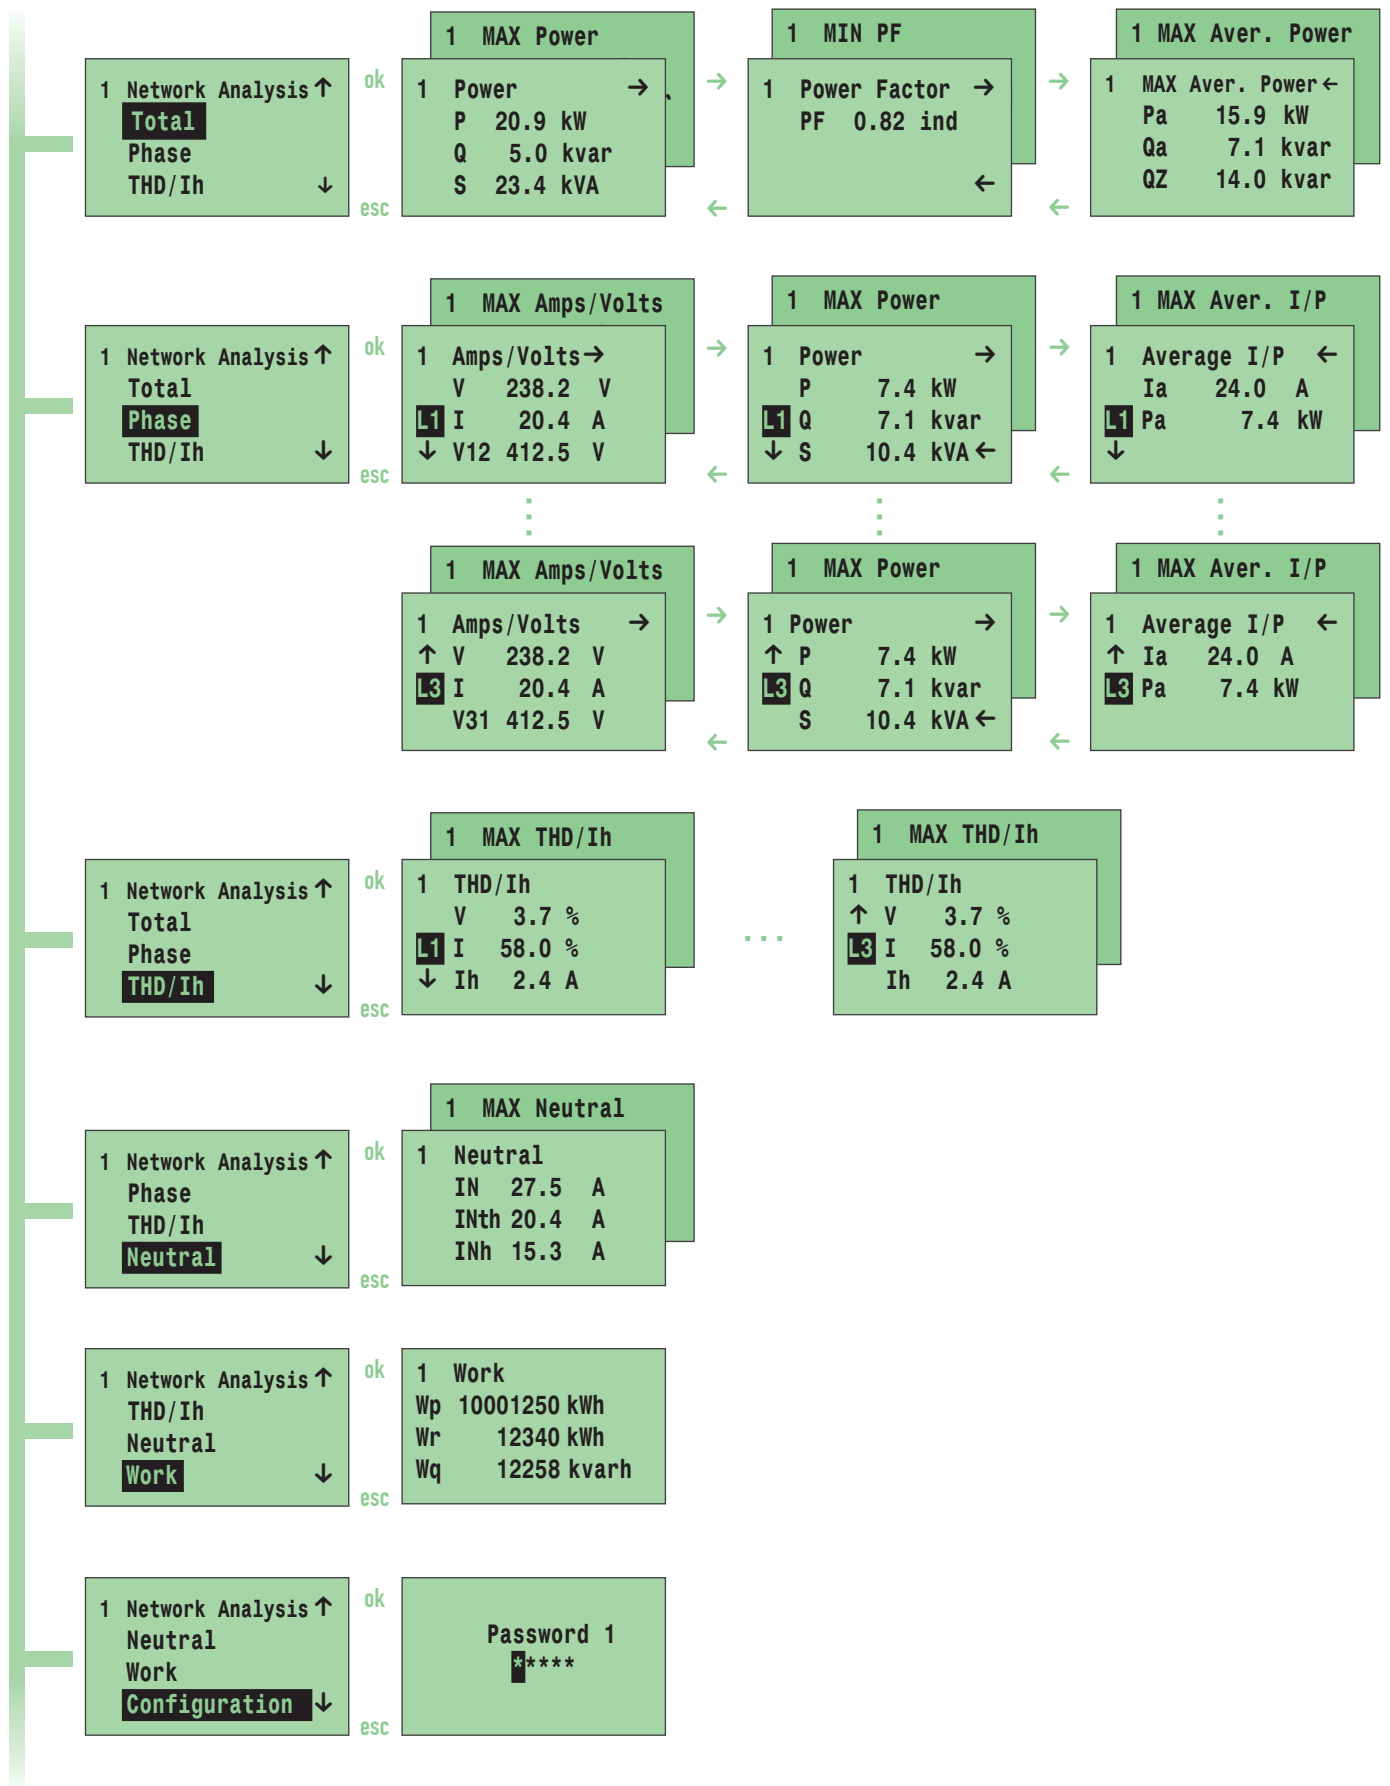 1 MAX Power
1 MIN PF
1 MAX Aver. Power
1 Network Analysis ↑
Total
Phase
THD/Ih ↓
ok
esc
1 Power →
P 20.9 kW
Q 5.0 kvar
S 23.4 kVA
→
←
1 Power Factor →
PF 0.82 ind
←
→
←
1 MAX Aver. Power ←
Pa 15.9 kW
Qa 7.1 kvar
QZ 14.0 kvar
1 MAX Amps/Volts
1 MAX Power
1 MAX Aver. I/P
1 Network Analysis ↑
Total
Phase
THD/Ih ↓
ok
esc
1 Amps/Volts →
V 238.2 V
L1 I 20.4 A
↓ V12 412.5 V
→
←
1 Power →
P 7.4 kW
L1 Q 7.1 kvar
↓ S 10.4 kVA ←
→
←
1 Average I/P ←
Ia 24.0 A
L1 Pa 7.4 kW
↓
1 MAX Amps/Volts
1 MAX Power
1 MAX Aver. I/P
1 Amps/Volts →
↑ V 238.2 V
L3 I 20.4 A
V31 412.5 V
→
←
1 Power →
↑ P 7.4 kW
L3 Q 7.1 kvar
S 10.4 kVA ←
→
←
1 Average I/P ←
↑ Ia 24.0 A
L3 Pa 7.4 kW
1 MAX THD/Ih
1 MAX THD/Ih
1 Network Analysis ↑
Total
Phase
THD/Ih ↓
ok
esc
1 THD/Ih
V 3.7 %
L1 I 58.0 %
↓ Ih 2.4 A
...
1 THD/Ih
↑ V 3.7 %
L3 I 58.0 %
Ih 2.4 A
1 MAX Neutral
1 Network Analysis ↑
Phase
THD/Ih
Neutral ↓
ok
esc
1 Neutral
IN 27.5 A
INth 20.4 A
INh 15.3 A
1 Network Analysis ↑
THD/Ih
Neutral
Work ↓
ok
esc
1 Work
Wp 10001250 kWh
Wr 12340 kWh
Wq 12258 kvarh
1 Network Analysis ↑
Neutral
Work
Configuration ↓
ok
esc
Password 1
*****